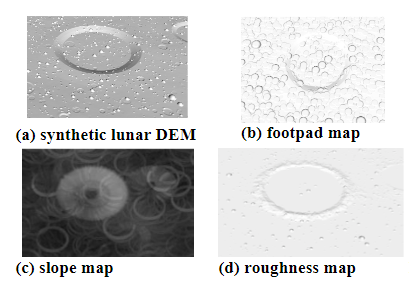 (a) synthetic lunar DEM
(b) footpad map
(c) slope map
(d) roughness map